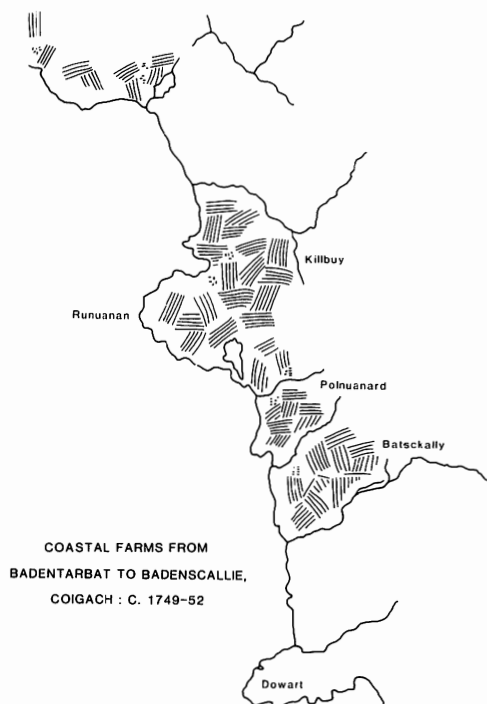 Killbuy
Runuanan
Polnuanard
Batsckally
COASTAL FARMS FROM
BADENTARBAT TO BADENSCALLIE,
COIGACH : C. 1749-52
Dowart